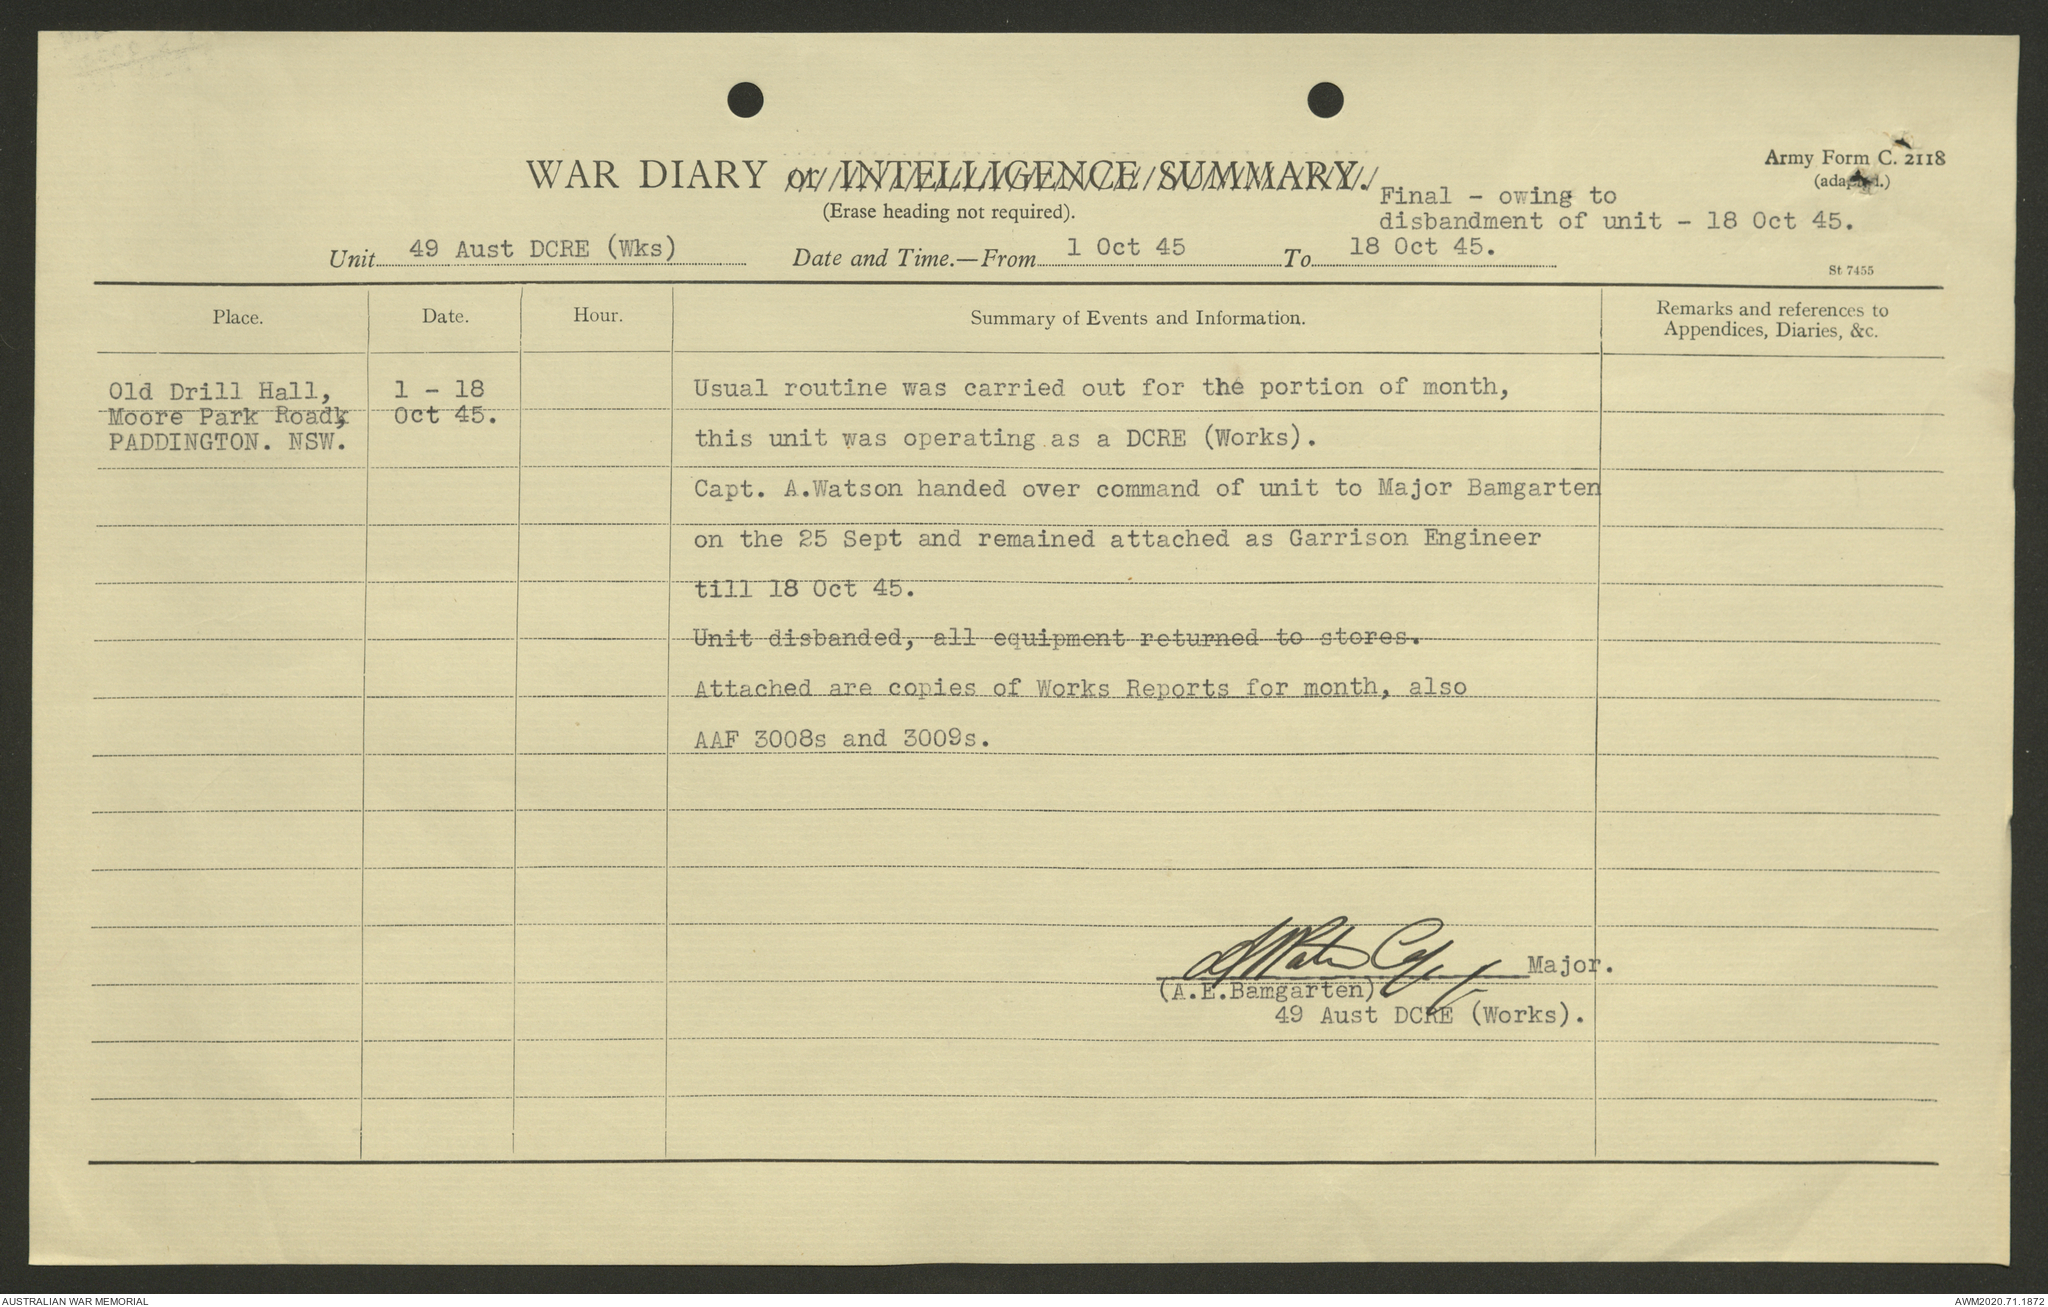 WAR DIARY or INTELLIGENCE SUMMARY.
(Erase heading not required).
Army Form C. 2118
(adapted.)
Final - owing to
disbandment of unit - 18 Oct 45.
Unit 49 Aust DCRE (Wks) Date and Time.—From 1 Oct 45 To 18 Oct 45.
St 7455
Place. Date. Hour. Summary of Events and Information. Remarks and references to
Appendices, Diaries, &c.
Old Drill Hall,
Moore Park Road,
PADDINGTON. NSW.
1 - 18
Oct 45.
Usual routine was carried out for the portion of month,
this unit was operating as a DCRE (Works).
Capt. A.Watson handed over command of unit to Major Bamgarten
on the 25 Sept and remained attached as Garrison Engineer
till 18 Oct 45.
Unit disbanded, all equipment returned to stores.
Attached are copies of Works Reports for month, also
AAF 3008s and 3009s.
Major.
(A.E.Bamgarten)
49 Aust DCRE (Works).
AUSTRALIAN WAR MEMORIAL
AWM2020.71.1872